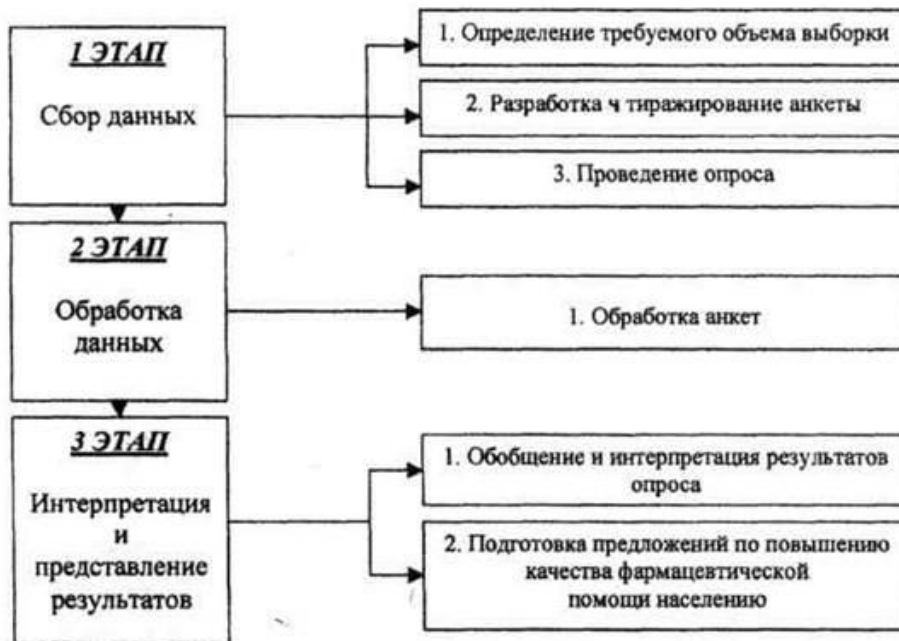 1 ЭТАП
Сбор данных
1. Определение требуемого объема выборки
2. Разработка ч тиражирование анкеты
3. Проведение опроса
2 ЭТАП
Обработка
данных
1. Обработка анкет
3 ЭТАП
Интерпретация
и
представление
результатов
1. Обобщение и интерпретация результатов
опроса
2. Подготовка предложений по повышению
качества фармацевтической
помощи населению